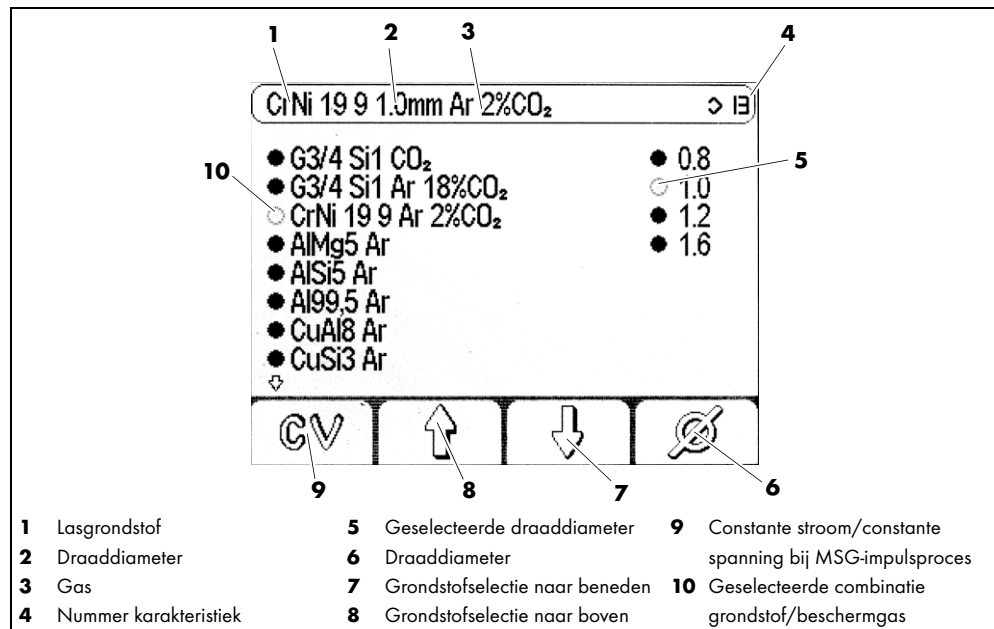 1 2 3 4
CrNi 19 9 1.0mm Ar 2%CO₂ 13
G3/4 Si1 CO₂ 0.8
10 5
G3/4 Si1 Ar 18%CO₂ 1.0
CrNi 19 9 Ar 2%CO₂ 1.2
AlMg5 Ar 1.6
AlSi5 Ar
Al99,5 Ar
CuAl8 Ar
CuSi3 Ar
CV
9 8 7 6
1 Lasgrondstof
2 Draaddiameter
3 Gas
4 Nummer karakteristiek
5 Geselecteerde draaddiameter
6 Draaddiameter
7 Grondstofselectie naar beneden
8 Grondstofselectie naar boven
9 Constante stroom/constante
spanning bij MSG-impulsproces
10 Geselecteerde combinatie
grondstof/beschermgas